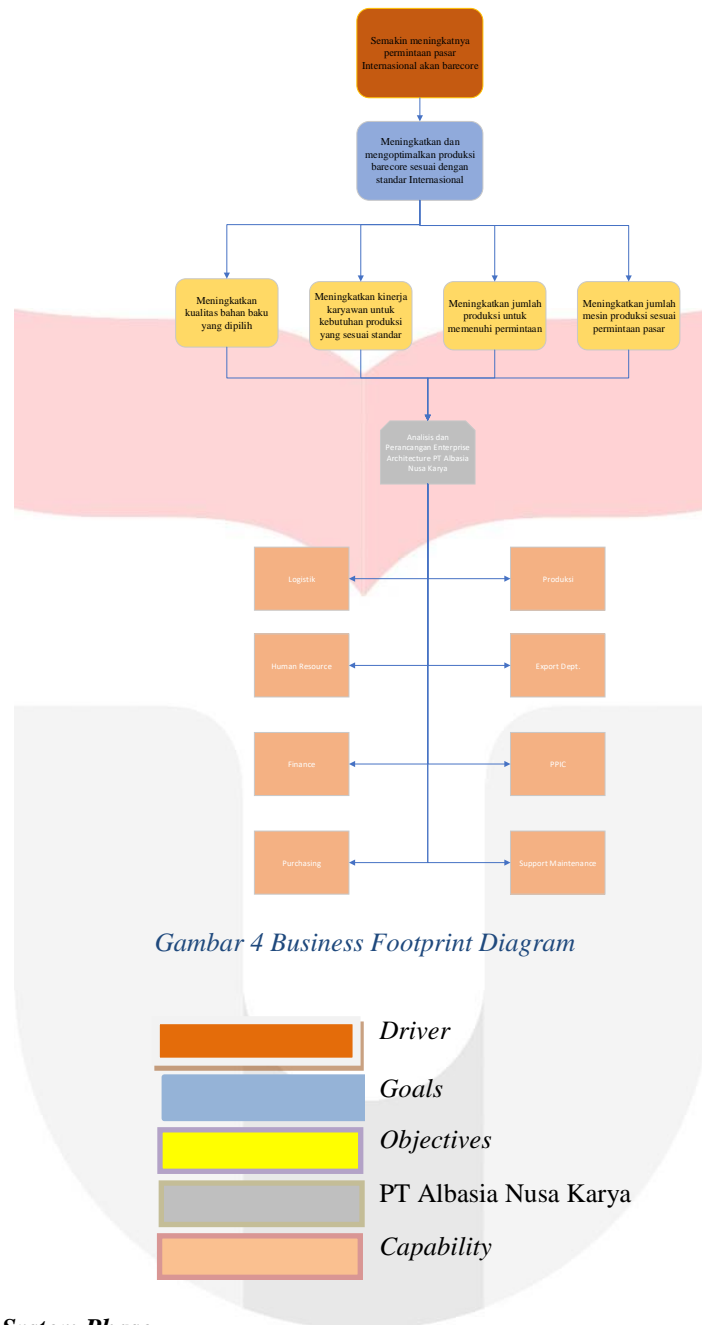 Semakin meningkatnya
permintaan pasar
Internasional akan barecore
Meningkatkan dan
mengoptimalkan produksi
barecore sesuai dengan
standar Internasional
Meningkatkan
kualitas bahan baku
yang dipilih
Meningkatkan kinerja
karyawan untuk
kebutuhan produksi
yang sesuai standar
Meningkatkan jumlah
produksi untuk
memenuhi permintaan
Meningkatkan jumlah
mesin produksi sesuai
permintaan pasar
Analisis dan
Perancangan Enterprise
Architecture PT Albasia
Nusa Karya
Logistik
Produksi
Human Resource
Export Dept.
Finance
PPIC
Purchasing
Support Maintenance
Gambar 4 Business Footprint Diagram
Driver
Goals
Objectives
PT Albasia Nusa Karya
Capability